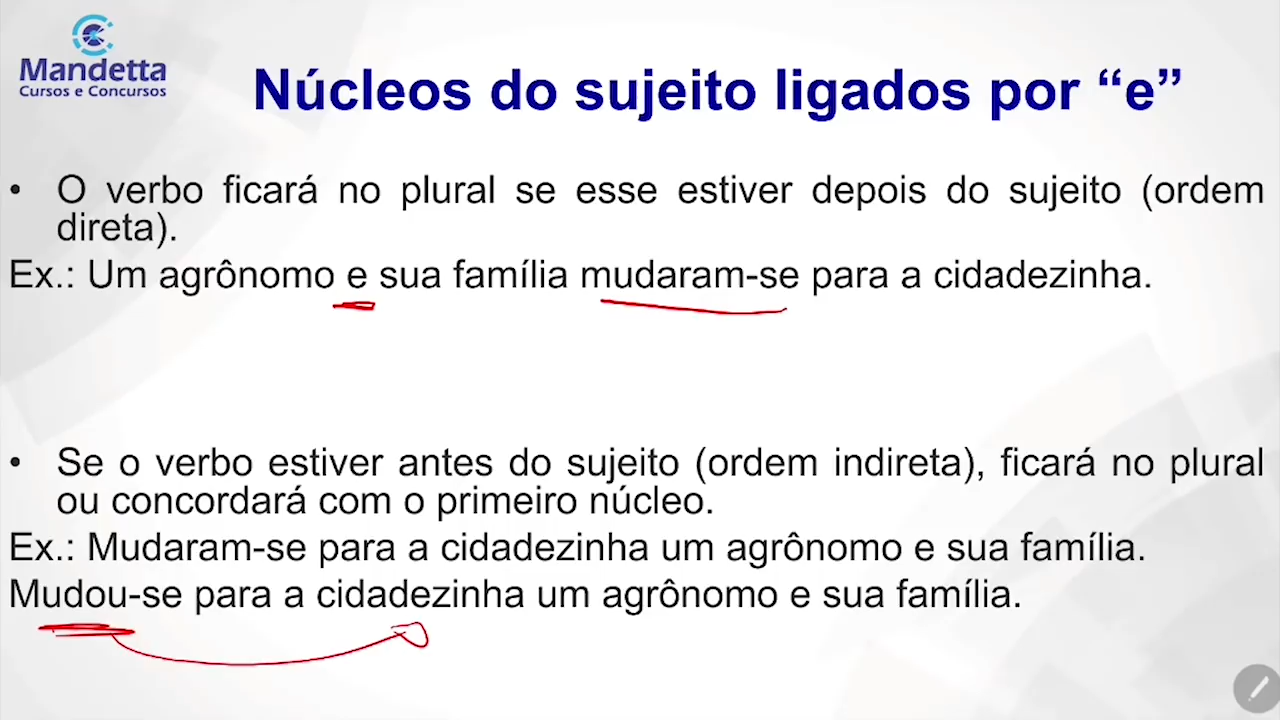 Mandetta
Cursos e Concursos
Núcleos do sujeito ligados por “e”
• O verbo ficará no plural se esse estiver depois do sujeito (ordem
direta).
Ex.: Um agrônomo e sua família mudaram-se para a cidadezinha.
• Se o verbo estiver antes do sujeito (ordem indireta), ficará no plural
ou concordará com o primeiro núcleo.
Ex.: Mudaram-se para a cidadezinha um agrônomo e sua família.
Mudou-se para a cidadezinha um agrônomo e sua família.